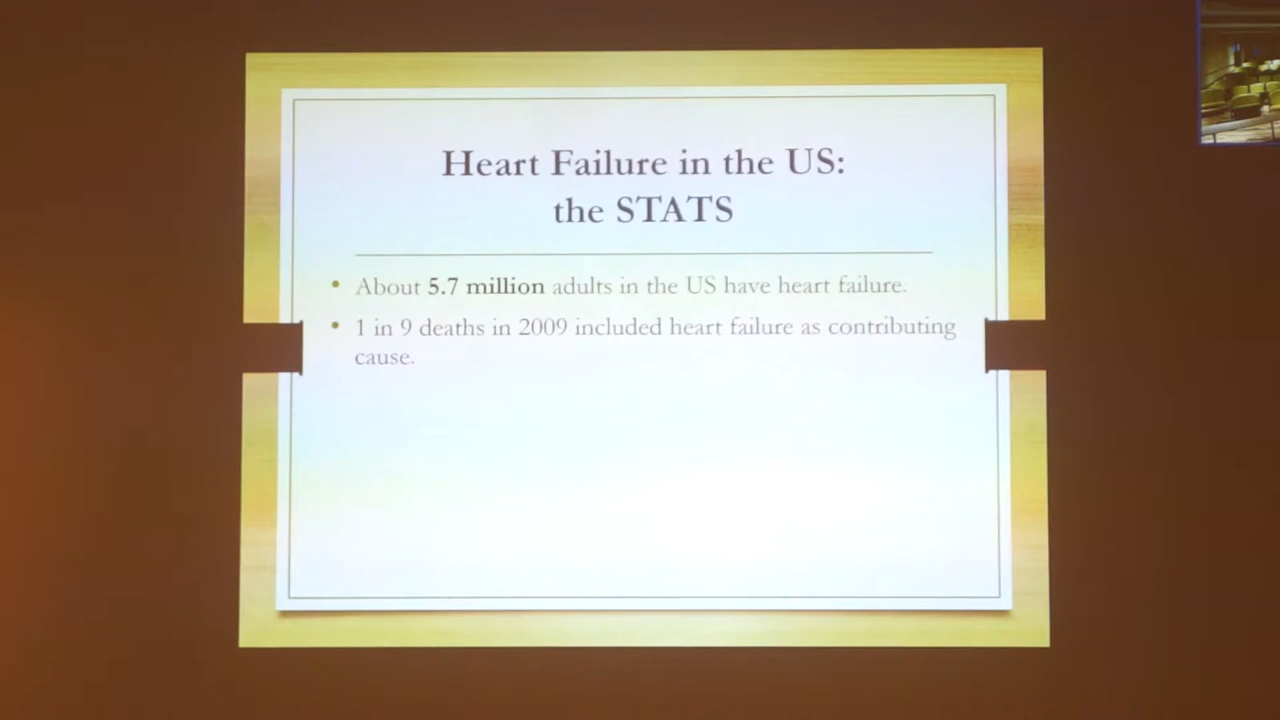 Heart Failure in the US:
the STATS
• About 5.7 million adults in the US have heart failure.
• 1 in 9 deaths in 2009 included heart failure as contributing
cause.